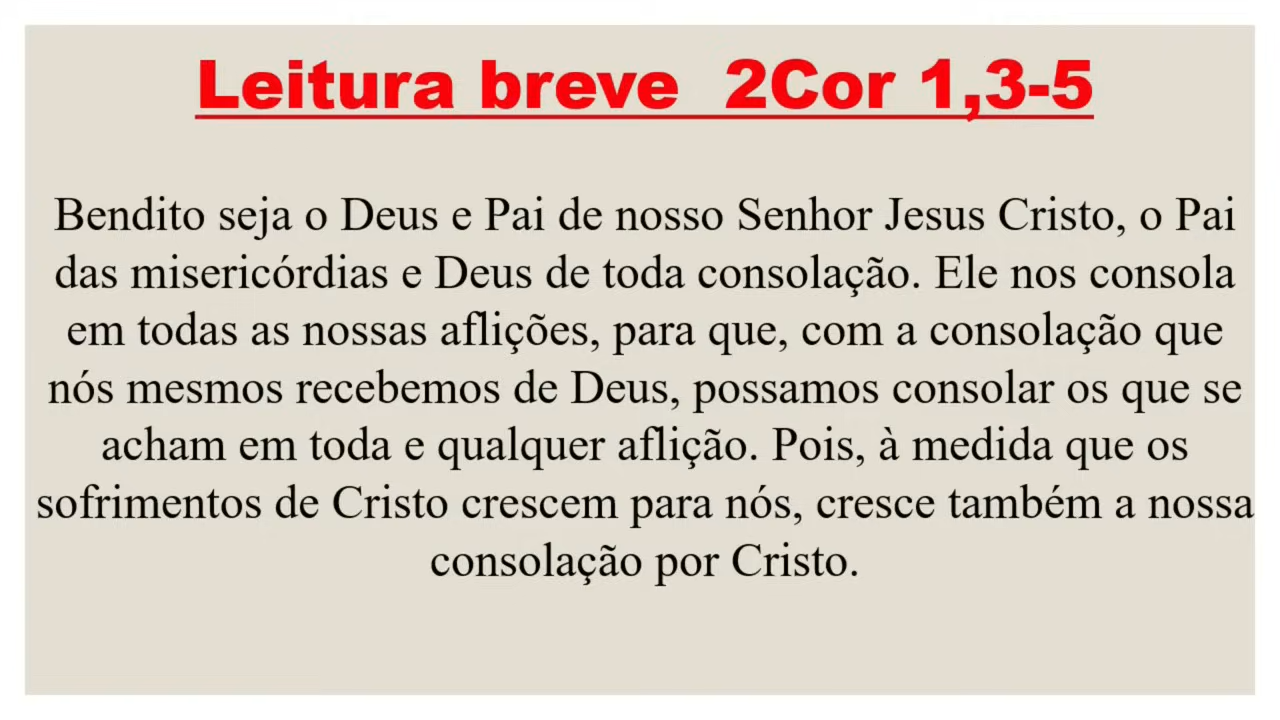 Leitura breve  2Cor 1,3-5
Bendito seja o Deus e Pai de nosso Senhor Jesus Cristo, o Pai
das misericórdias e Deus de toda consolação. Ele nos consola
em todas as nossas aflições, para que, com a consolação que
nós mesmos recebemos de Deus, possamos consolar os que se
acham em toda e qualquer aflição. Pois, à medida que os
sofrimentos de Cristo crescem para nós, cresce também a nossa
consolação por Cristo.